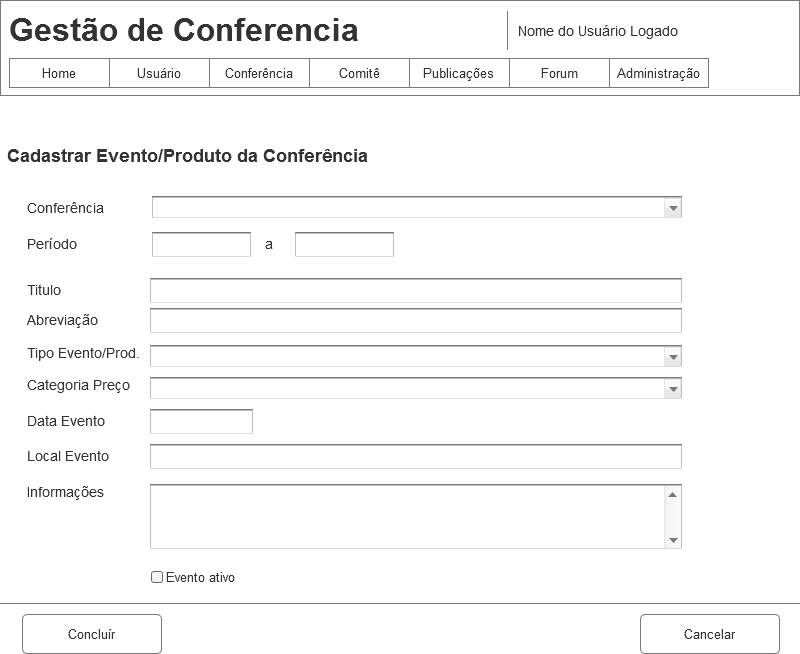 Gestão de Conferencia
Nome do Usuário Logado
Home Usuário Conferência Comitê Publicações Forum Administração
Cadastrar Evento/Produto da Conferência
Conferência
Período a
Titulo
Abreviação
Tipo Evento/Prod.
Categoria Preço
Data Evento
Local Evento
Informações
Evento ativo
Concluír Cancelar